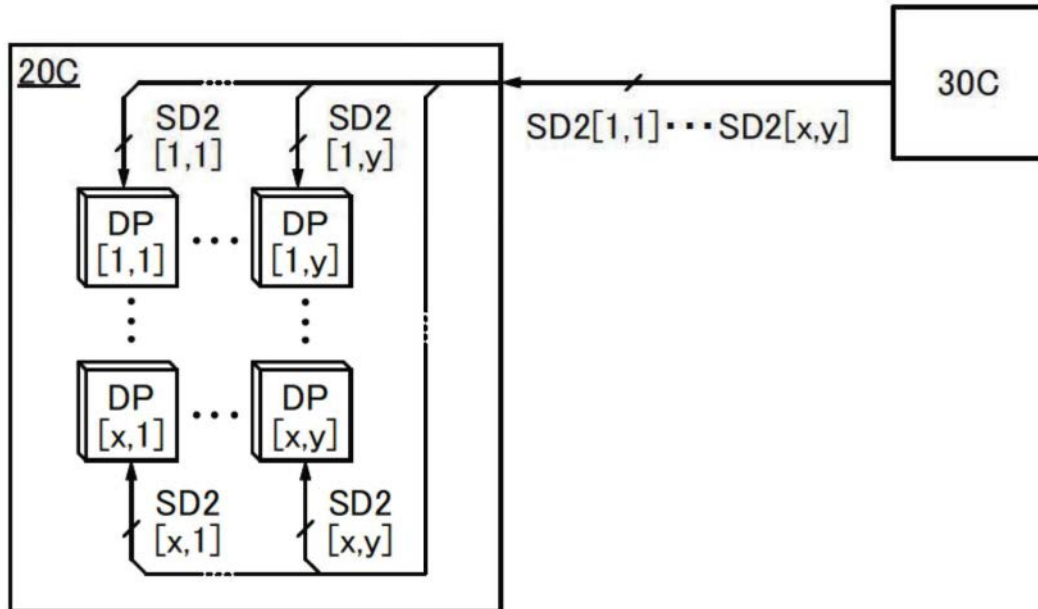 20C
30C
SD2
[1,1]
SD2
[1,y]
SD2[1,1]···SD2[x,y]
DP
[1,1]
···
DP
[1,y]
DP
[x,1]
···
DP
[x,y]
SD2
[x,1]
SD2
[x,y]